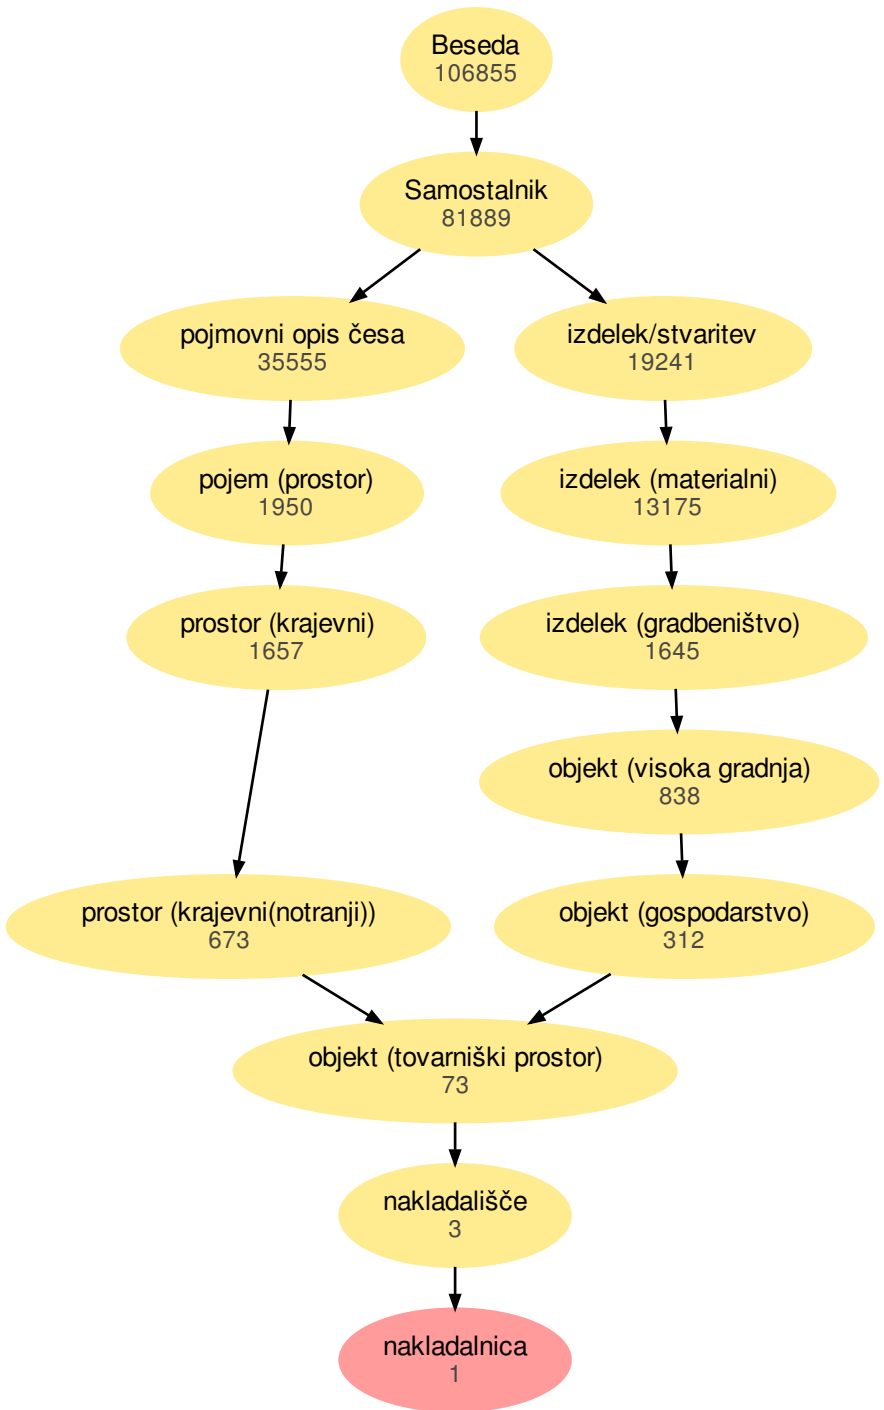 Beseda
106855
Samostalnik
81889
pojmovni opis česa
35555
izdelek/stvaritev
19241
pojem (prostor)
1950
izdelek (materialni)
13175
prostor (krajevni)
1657
izdelek (gradbeništvo)
1645
objekt (visoka gradnja)
838
prostor (krajevni(notranji))
673
objekt (gospodarstvo)
312
objekt (tovarniški prostor)
73
nakladališče
3
nakladalnica
1